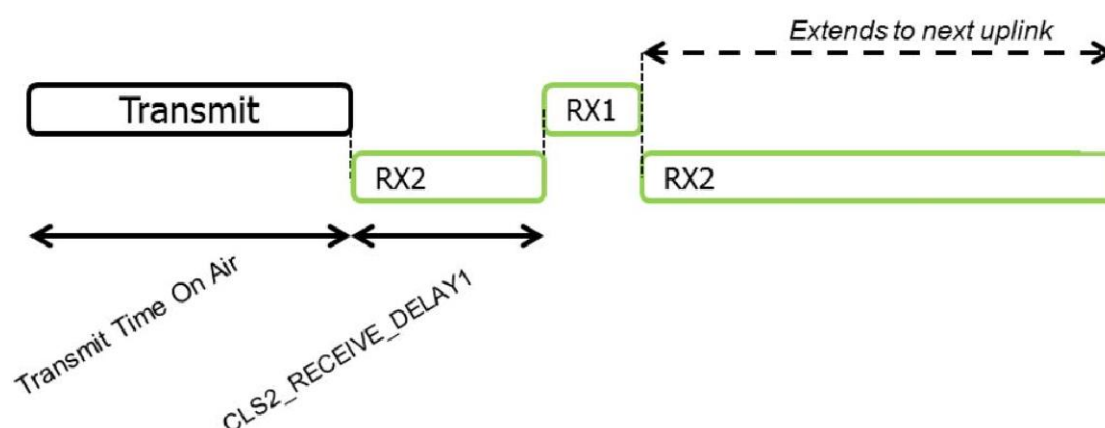 Extends to next uplink
Transmit
RX1
RX2
RX2
Transmit Time On Air
CLS2_RECEIVE_DELAY1